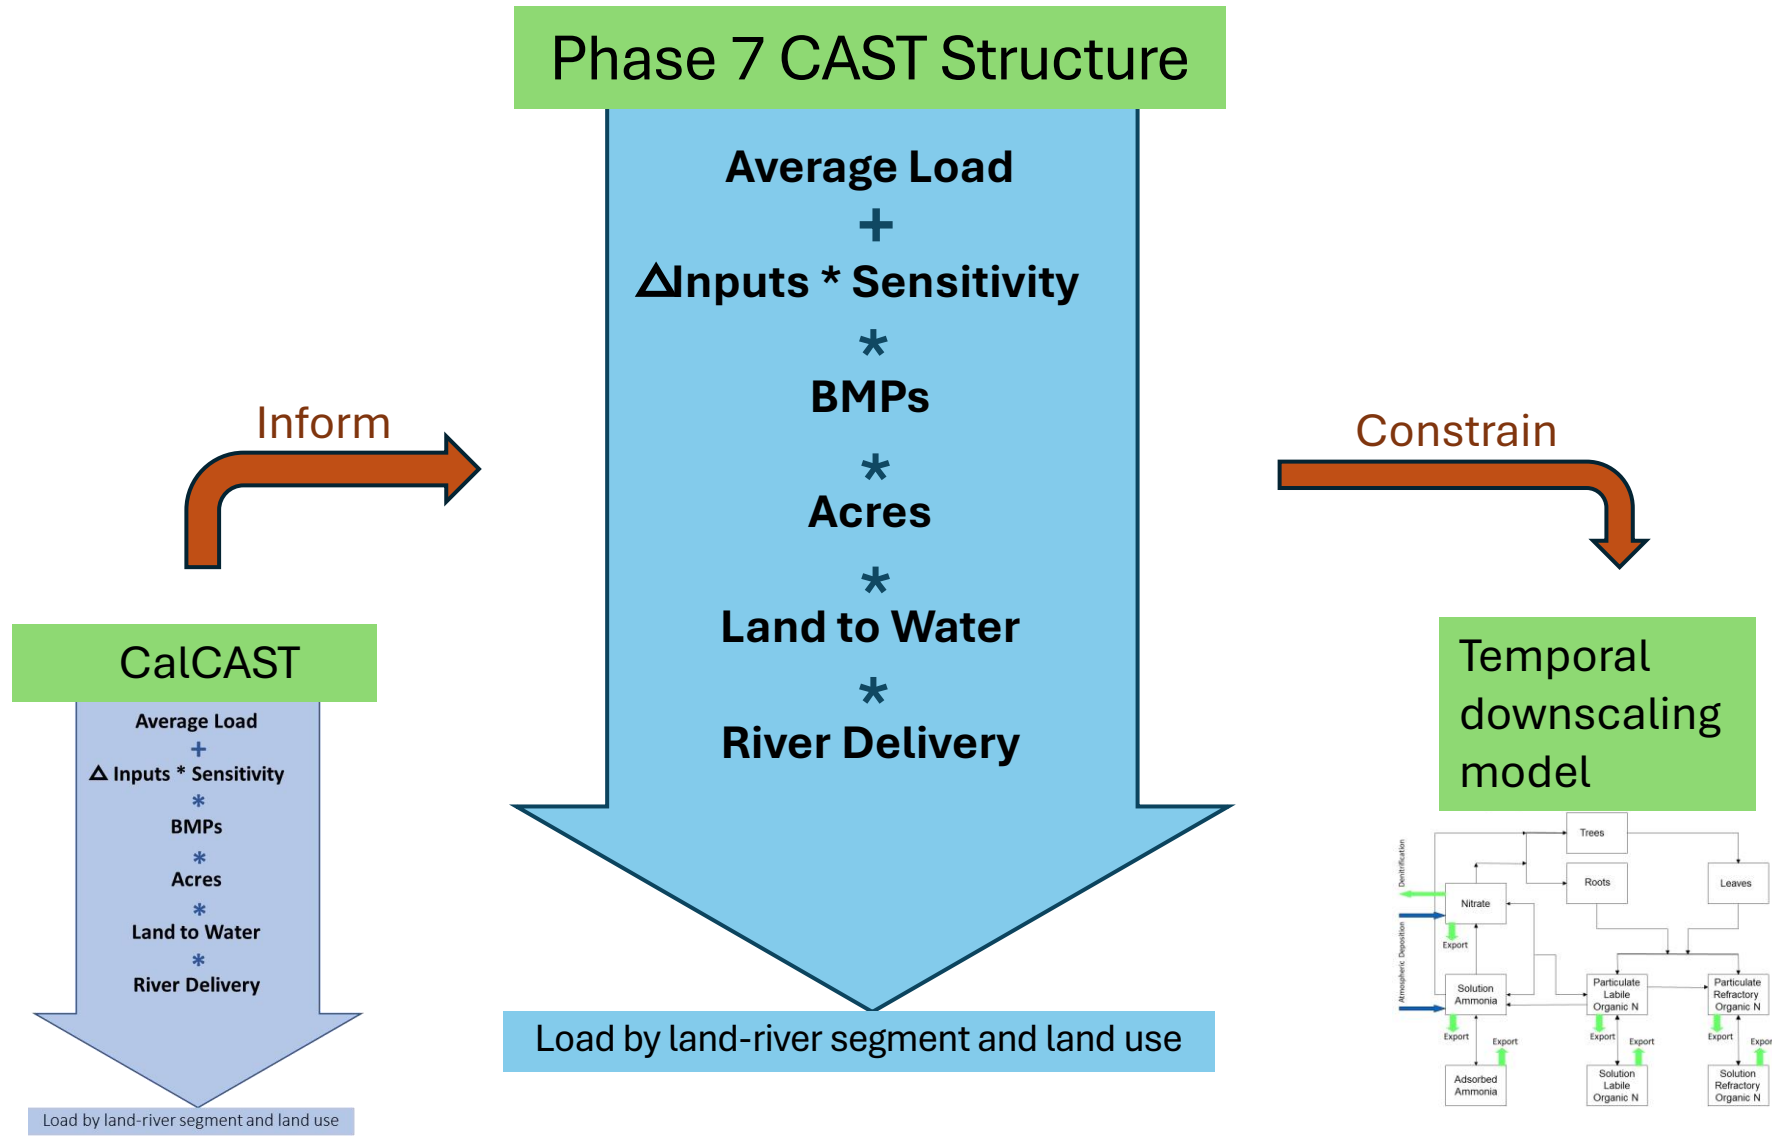 Phase 7 CAST Structure
Average Load
+
ΔInputs * Sensitivity
*
BMPs
*
Acres
*
Land to Water
*
River Delivery
Load by land-river segment and land use
Inform
Constrain
CalCAST
Average Load
+
Δ Inputs * Sensitivity
*
BMPs
*
Acres
*
Land to Water
*
River Delivery
Load by land-river segment and land use
Temporal
downscaling
model
Trees
Denitrification
Roots
Leaves
Nitrate
Export
Atmospheric Deposition
Solution
Ammonia
Particulate
Labile
Organic N
Particulate
Refractory
Organic N
Export
Export
Export
Export
Export
Export
Adsorbed
Ammonia
Solution
Labile
Organic N
Solution
Refractory
Organic N